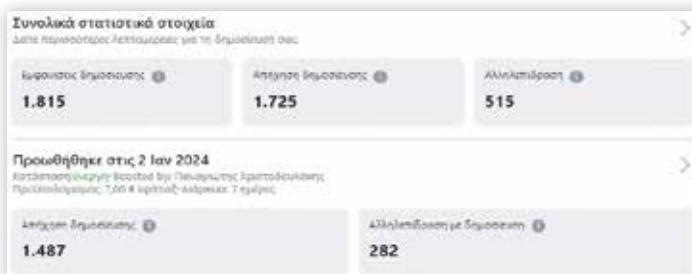 Συνολικά στατιστικά στοιχεία
Δείτε περισσότερες λεπτομέρειες για τη δημοσίευσή σας
Εμφανίσεις δημοσίευσης
Απήχηση δημοσίευσης
Αλληλεπίδραση
1.815
1.725
515
Προωθήθηκε στις 2 Ιαν 2024
Κατάσταση: Ενεργή Boosted by: Παναγιώτης Χριστοδουλάκης
Προϋπολογισμός: 7,00 € εφάπαξ διάρκεια: 7 ημέρες
Απήχηση δημοσίευσης
Αλληλεπίδραση με δημοσίευση
1.487
282